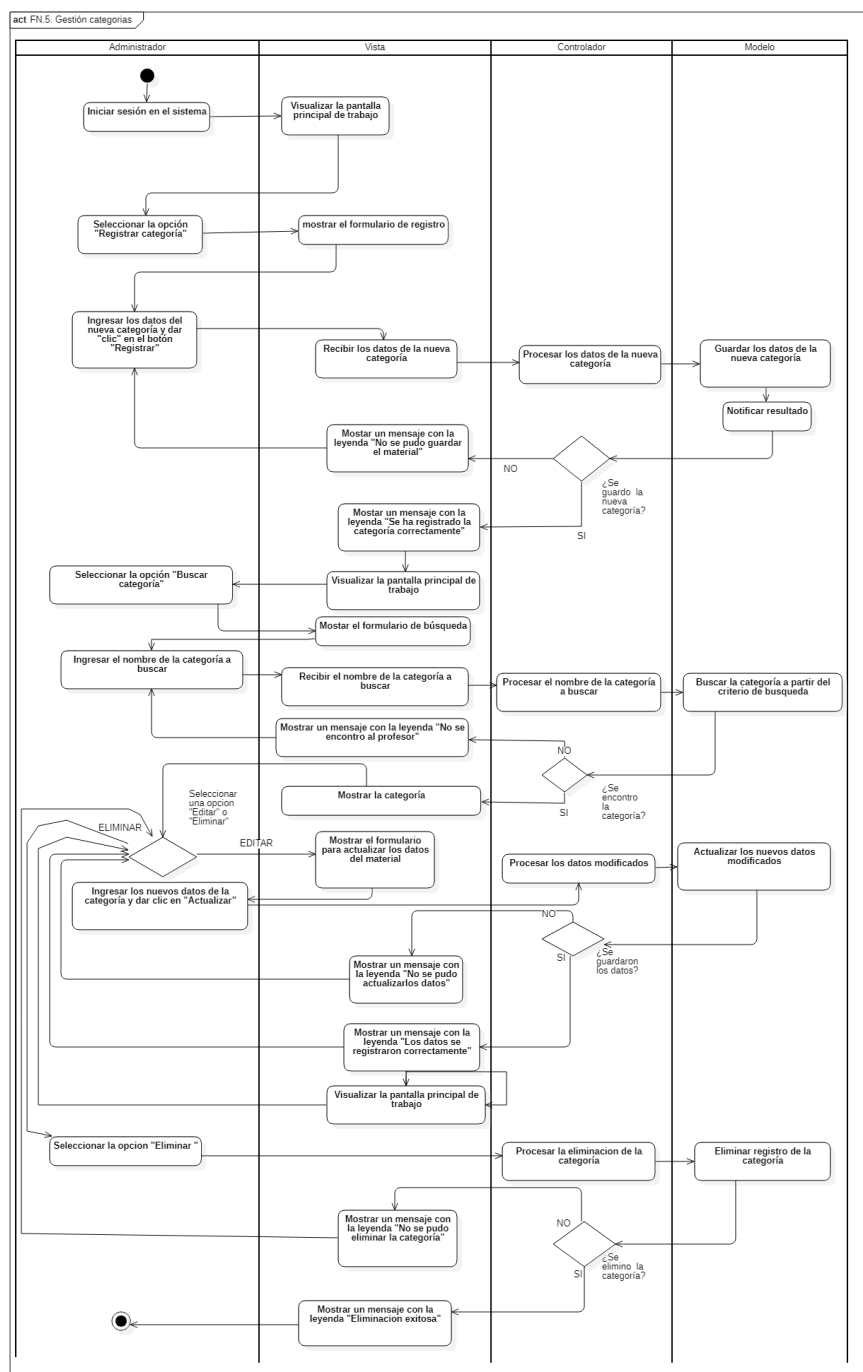 act FN.5. Gestión categorias
Administrador
Vista
Controlador
Modelo
Iniciar sesión en el sistema
Visualizar la pantalla
principal de trabajo
Seleccionar la opción
"Registrar categoría"
mostrar el formulario de registro
Ingresar los datos del
nueva categoría y dar
"clic" en el botón
"Registrar"
Recibir los datos de la nueva
categoría
Procesar los datos de la nueva
categoría
Guardar los datos de la
nueva categoría
Notificar resultado
Mostar un mensaje con la
leyenda "No se pudo guardar
el material"
NO
¿Se
guardo la
nueva
categoría?
SI
Mostar un mensaje con la
leyenda "Se ha registrado la
categoría correctamente"
Seleccionar la opción "Buscar
categoría"
Visualizar la pantalla principal de
trabajo
Mostar el formulario de búsqueda
Ingresar el nombre de la categoría a
buscar
Recibir el nombre de la categoría a
buscar
Procesar el nombre de la categoría
a buscar
Buscar la categoría a partir del
criterio de busqueda
Mostrar un mensaje con la leyenda "No se
encontro al profesor"
NO
¿Se
encontro
la
categoría?
SI
Mostrar la categoría
Seleccionar
una opcion
"Editar" o
"Eliminar"
ELIMINAR
EDITAR
Mostrar el formulario
para actualizar los datos
del material
Procesar los datos modificados
Actualizar los nuevos datos
modificados
Ingresar los nuevos datos de la
categoría y dar clic en "Actualizar"
NO
SI
¿Se
guardaron
los datos?
Mostrar un mensaje con
la leyenda "No se pudo
actualizarlos datos"
Mostrar un mensaje con la
leyenda "Los datos se
registraron correctamente"
Visualizar la pantalla principal de
trabajo
Seleccionar la opcion "Eliminar "
Procesar la eliminacion de la
categoría
Eliminar registro de la
categoría
Mostrar un mensaje con
la leyenda "No se pudo
eliminar la categoría"
NO
¿Se
elimino la
categoría?
SI
Mostrar un mensaje con la
leyenda "Eliminacion exitosa"